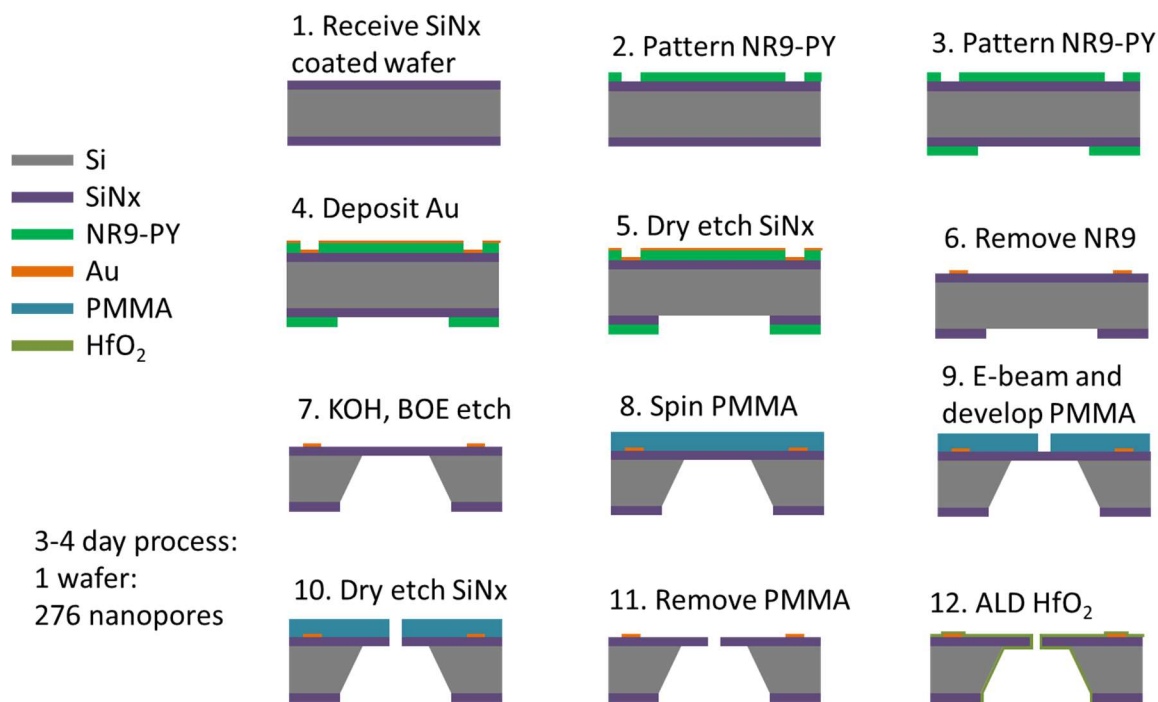 1. Receive SiNx
coated wafer
2. Pattern NR9-PY
3. Pattern NR9-PY
Si
SiNx
NR9-PY
Au
PMMA
HfO₂
4. Deposit Au
5. Dry etch SiNx
6. Remove NR9
7. KOH, BOE etch
8. Spin PMMA
9. E-beam and
develop PMMA
3-4 day process:
1 wafer:
276 nanopores
10. Dry etch SiNx
11. Remove PMMA
12. ALD HfO₂